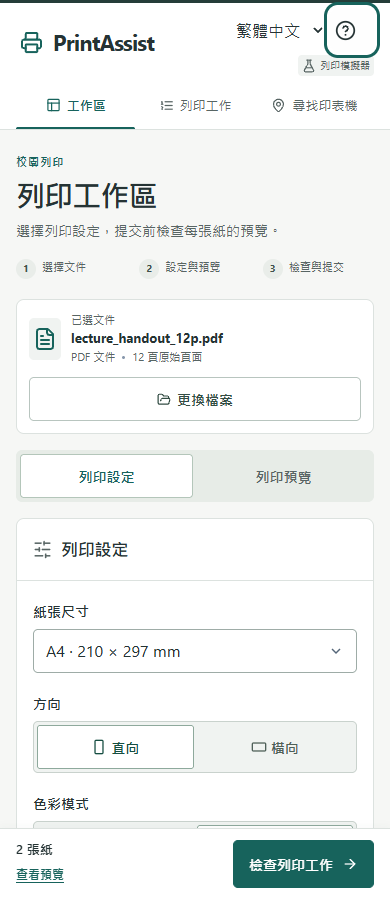 PrintAssist
繁體中文
列印模擬器
工作區
列印工作
尋找印表機
校園列印
列印工作區
選擇列印設定，提交前檢查每張紙的預覽。
1 選擇文件
2 設定與預覽
3 檢查與提交
已選文件
lecture_handout_12p.pdf
PDF 文件 • 12 頁原始頁面
更換檔案
列印設定
列印預覽
列印設定
紙張尺寸
A4 · 210 × 297 mm
方向
直向
橫向
色彩模式
2 張紙
查看預覽
檢查列印工作